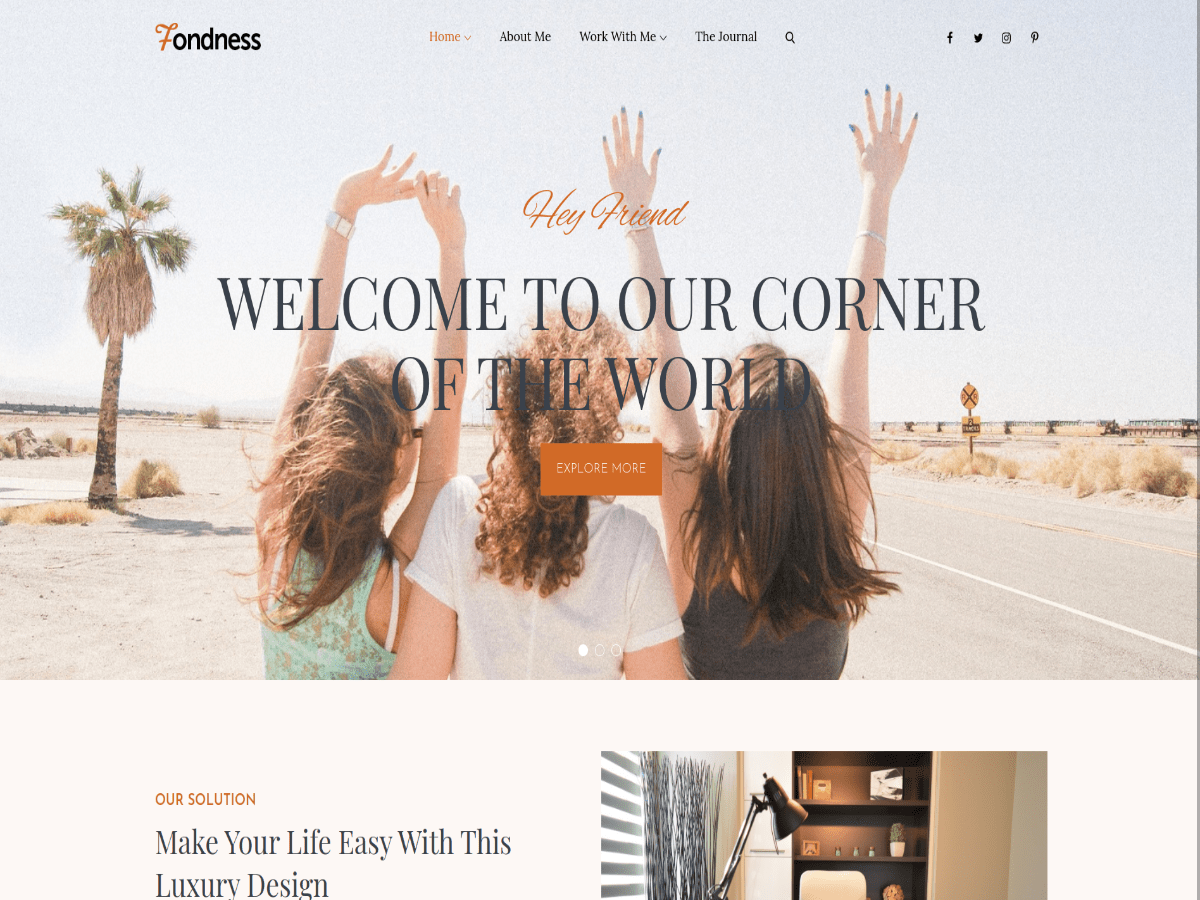 Fondness
Home
About Me
Work With Me
The Journal
Hey Friend
WELCOME TO OUR CORNER
OF THE WORLD
EXPLORE MORE
OUR SOLUTION
Make Your Life Easy With This
Luxury Design